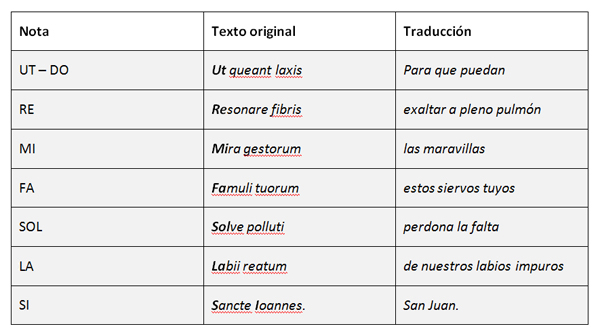 Nota Texto original Traducción
UT – DO Ut queant laxis Para que puedan
RE Resonare fibris exaltar a pleno pulmón
MI Mira gestorum las maravillas
FA Famuli tuorum estos siervos tuyos
SOL Solve polluti perdona la falta
LA Labii reatum de nuestros labios impuros
SI Sancte Ioannes. San Juan.